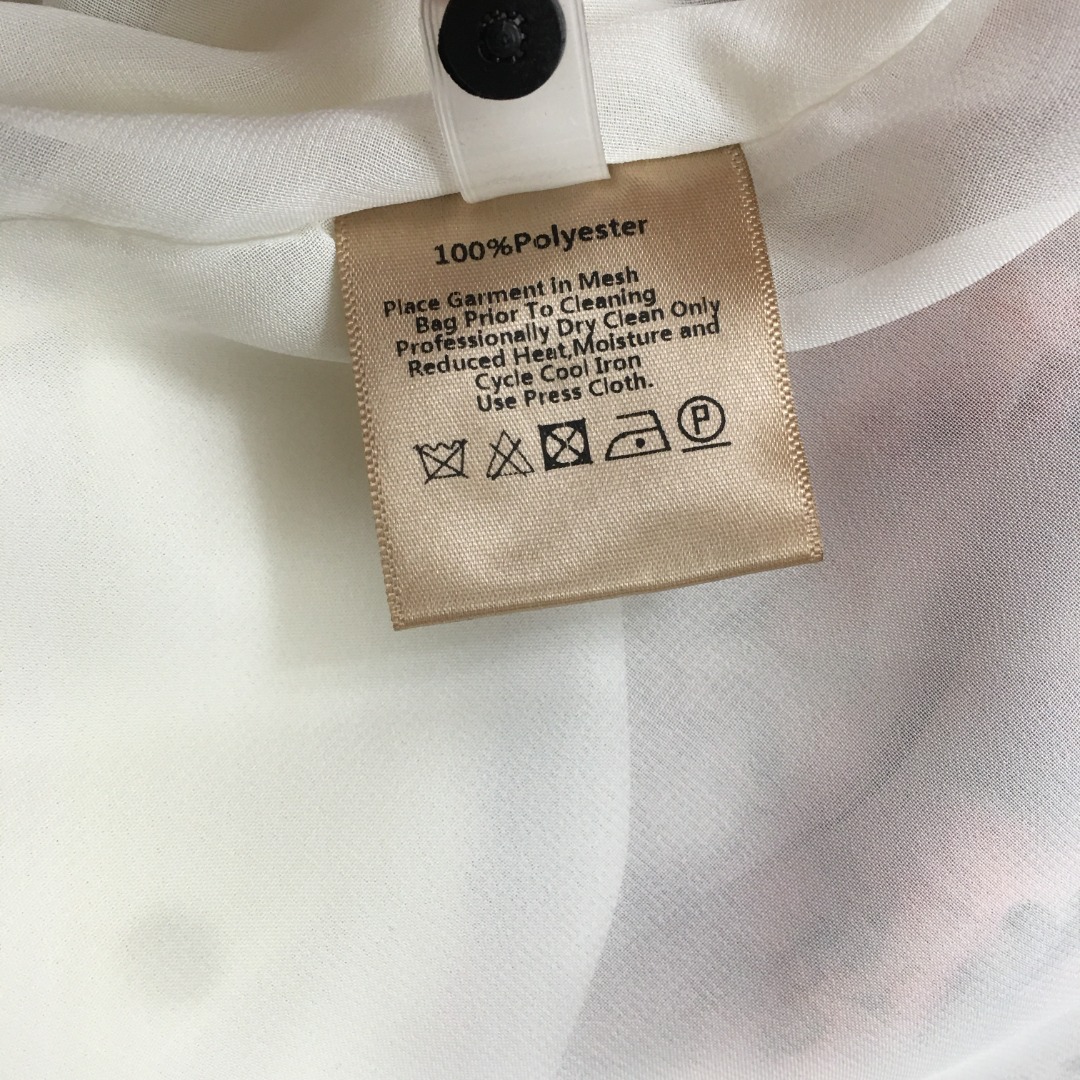 100%Polyester
Place Garment in Mesh
Bag Prior To Cleaning
Professionally Dry Clean Only
Reduced Heat,Moisture and
Cycle Cool Iron
Use Press Cloth.
P